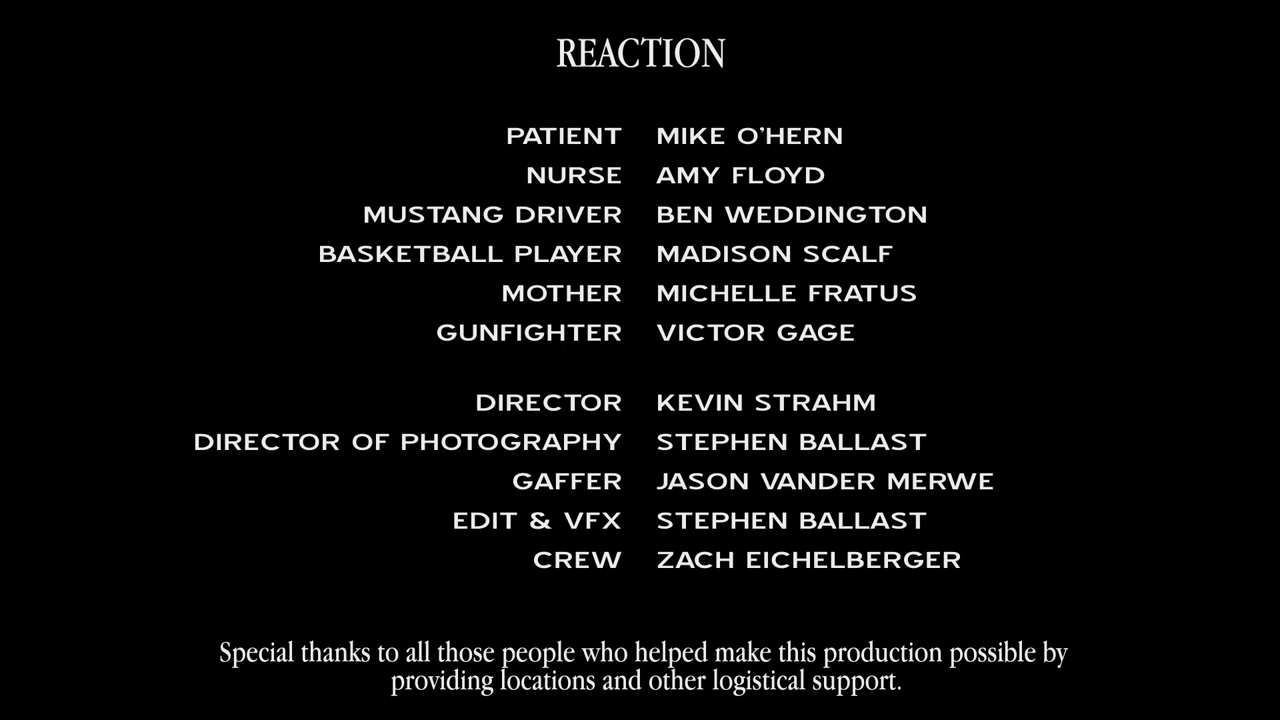 REACTION
PATIENT MIKE O'HERN
NURSE AMY FLOYD
MUSTANG DRIVER BEN WEDDINGTON
BASKETBALL PLAYER MADISON SCALF
MOTHER MICHELLE FRATUS
GUNFIGHTER VICTOR GAGE
DIRECTOR KEVIN STRAHM
DIRECTOR OF PHOTOGRAPHY STEPHEN BALLAST
GAFFER JASON VANDER MERWE
EDIT & VFX STEPHEN BALLAST
CREW ZACH EICHELBERGER
Special thanks to all those people who helped make this production possible by
providing locations and other logistical support.